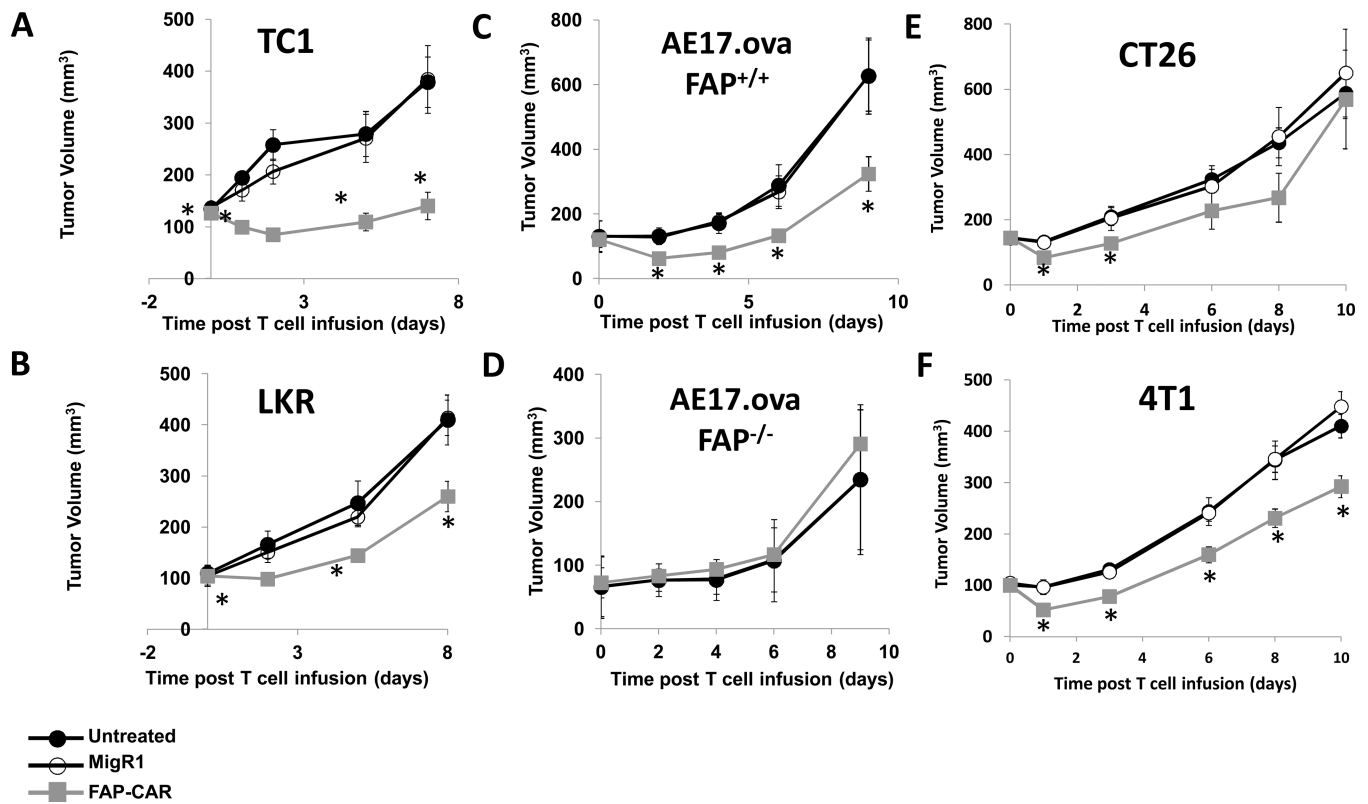 A
TC1
Tumor Volume (mm3)
500
400
300
200
100
0
*
*
*
*
-2
3
8
Time post T cell infusion (days)
B
LKR
Tumor Volume (mm3)
500
400
300
200
100
0
*
*
*
-2
3
8
Time post T cell infusion (days)
C
AE17.ova
FAP+/+
Tumor Volume (mm3)
800
600
400
200
0
*
*
*
*
0
5
10
Time post T cell infusion (days)
D
AE17.ova
FAP-/-
Tumor Volume (mm3)
400
300
200
100
0
0
2
4
6
8
10
Time post T cell infusion (days)
E
CT26
Tumor Volume (mm3)
800
600
400
200
0
*
*
0
2
4
6
8
10
Time post T cell infusion (days)
F
4T1
Tumor Volume (mm3)
500
400
300
200
100
0
*
*
*
*
*
0
2
4
6
8
10
Time post T cell infusion (days)
Untreated
MigR1
FAP-CAR